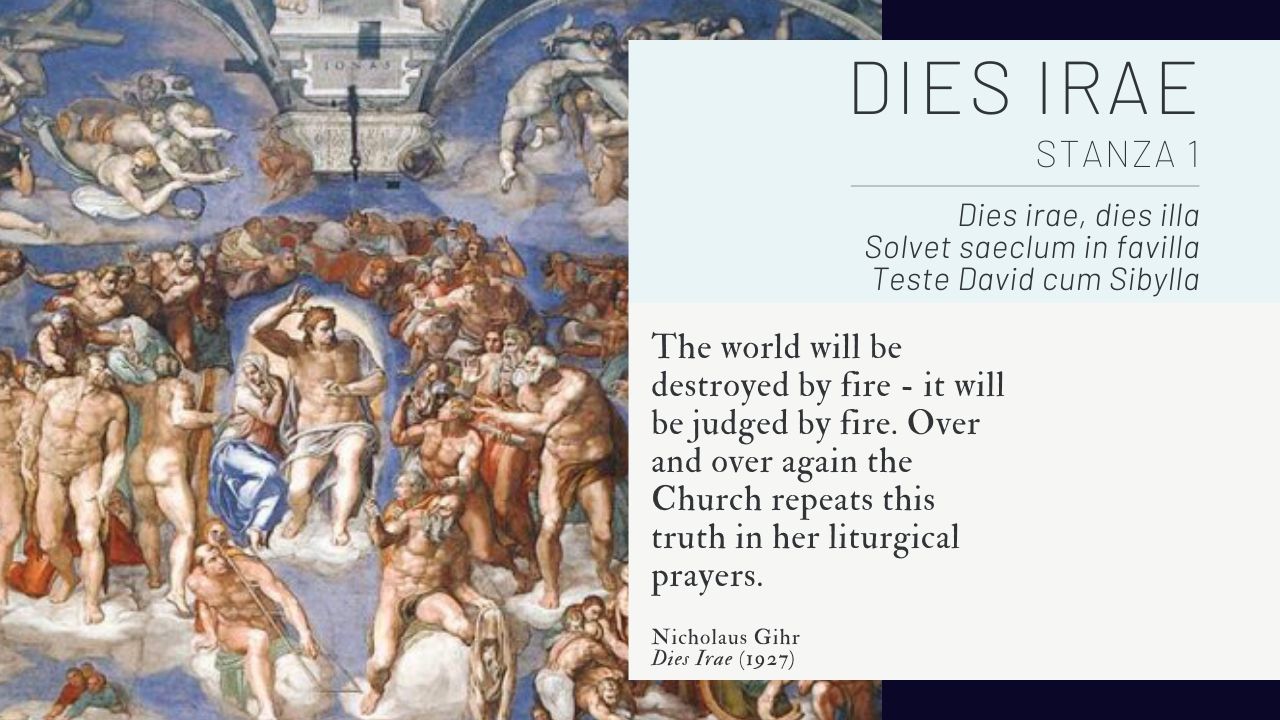 IONAS
DIES IRAE
STANZA 1
Dies irae, dies illa
Solvet saeclum in favilla
Teste David cum Sibylla
The world will be
destroyed by fire - it will
be judged by fire. Over
and over again the
Church repeats this
truth in her liturgical
prayers.
Nicholaus Gihr
Dies Irae (1927)